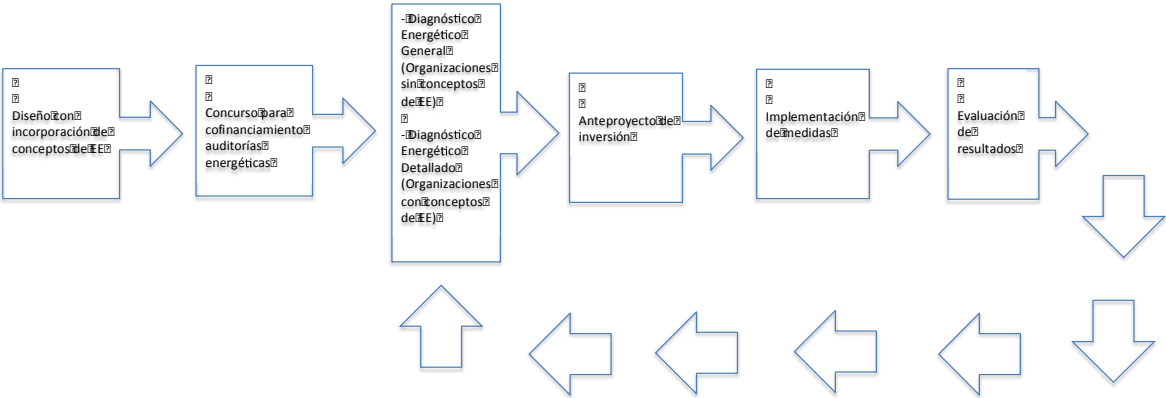 Diseño con
incorporación de
conceptos de EE
Concurso para
cofinanciamiento
auditorías
energéticas
- Diagnóstico
Energético
General
(Organizaciones
sin conceptos
de EE)
- Diagnóstico
Energético
Detallado
(Organizaciones
con conceptos
de EE)
Anteproyecto de
inversión
Implementación
de medidas
Evaluación
de
resultados